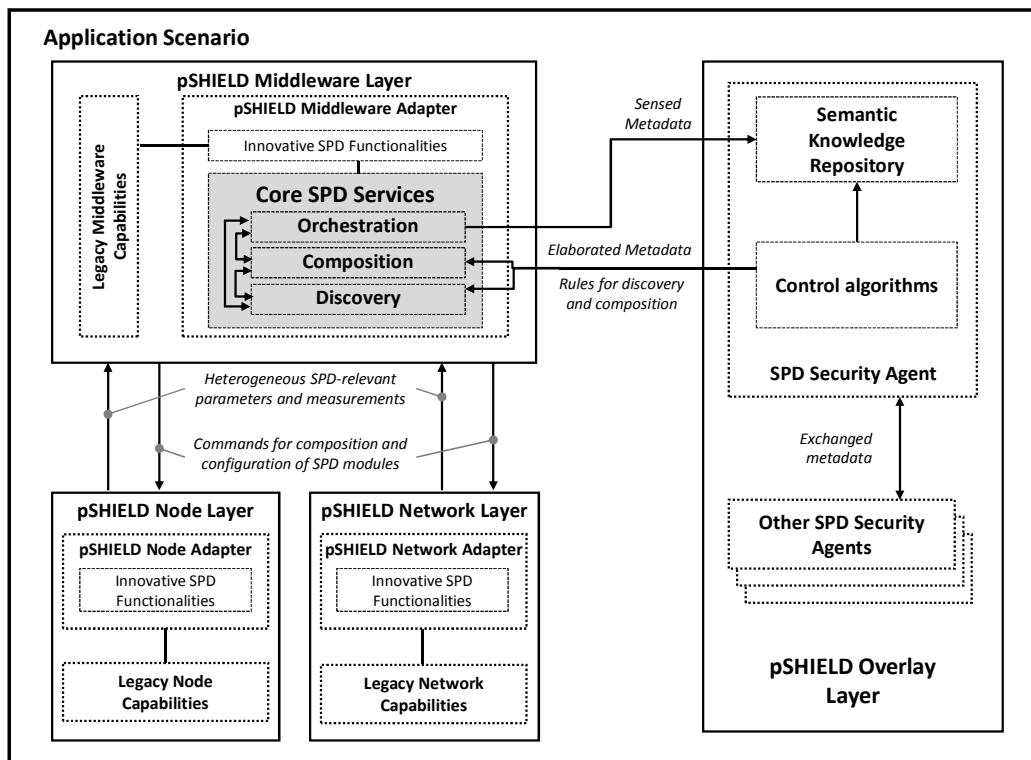 Application Scenario
pSHIELD Middleware Layer
pSHIELD Middleware Adapter
Legacy Middleware
Capabilities
Innovative SPD Functionalities
Core SPD Services
Orchestration
Composition
Discovery
Sensed
Metadata
Elaborated Metadata
Rules for discovery
and composition
Semantic
Knowledge
Repository
Control algorithms
SPD Security Agent
Exchanged
metadata
Other SPD Security
Agents
pSHIELD Overlay
Layer
Heterogeneous SPD-relevant
parameters and measurements
Commands for composition and
configuration of SPD modules
pSHIELD Node Layer
pSHIELD Node Adapter
Innovative SPD
Functionalities
Legacy Node
Capabilities
pSHIELD Network Layer
pSHIELD Network Adapter
Innovative SPD
Functionalities
Legacy Network
Capabilities